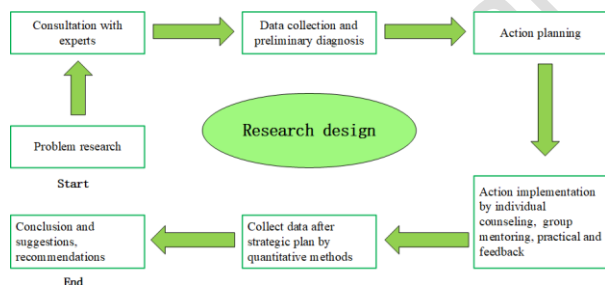 Consultation with
experts
Data collection and
preliminary diagnosis
Action planning
Research design
Problem research
Start
Action implementation
by individual
counseling, group
mentoring, practical and
feedback
Collect data after
strategic plan by
quantitative methods
Conclusion and
suggestions,
recommendations
End